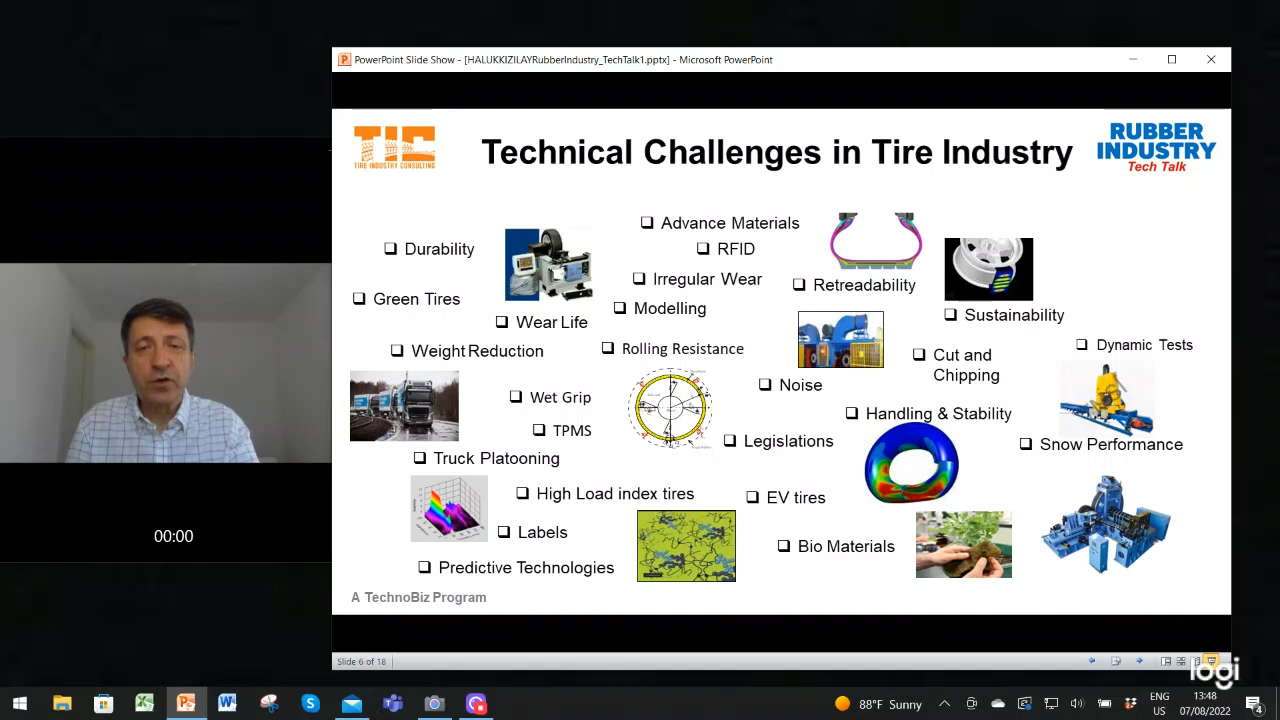 PowerPoint Slide Show - [HALUKKIZILAYRubberIndustry_TechTalk1.pptx] - Microsoft PowerPoint
TIC
TIRE INDUSTRY CONSULTING
Technical Challenges in Tire Industry
RUBBER
INDUSTRY
Tech Talk
Advance Materials
Durability
RFID
Irregular Wear
Retreadability
Green Tires
Modelling
Sustainability
Wear Life
Weight Reduction
Rolling Resistance
Dynamic Tests
Cut and
Chipping
Noise
Wet Grip
Handling & Stability
TPMS
Legislations
Snow Performance
Truck Platooning
High Load index tires
EV tires
Labels
Bio Materials
Predictive Technologies
A TechnoBiz Program
00:00
Slide 6 of 18
logi
88°F Sunny
ENG
US
13:48
07/08/2022
4